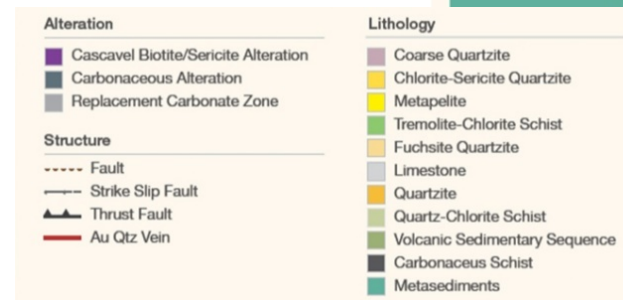 Alteration
Cascavel Biotite/Sericite Alteration
Carbonaceous Alteration
Replacement Carbonate Zone
Structure
Fault
Strike Slip Fault
Thrust Fault
Au Qtz Vein
Lithology
Coarse Quartzite
Chlorite-Sericite Quartzite
Metapelite
Tremolite-Chlorite Schist
Fuchsite Quartzite
Limestone
Quartzite
Quartz-Chlorite Schist
Volcanic Sedimentary Sequence
Carbonaceus Schist
Metasediments